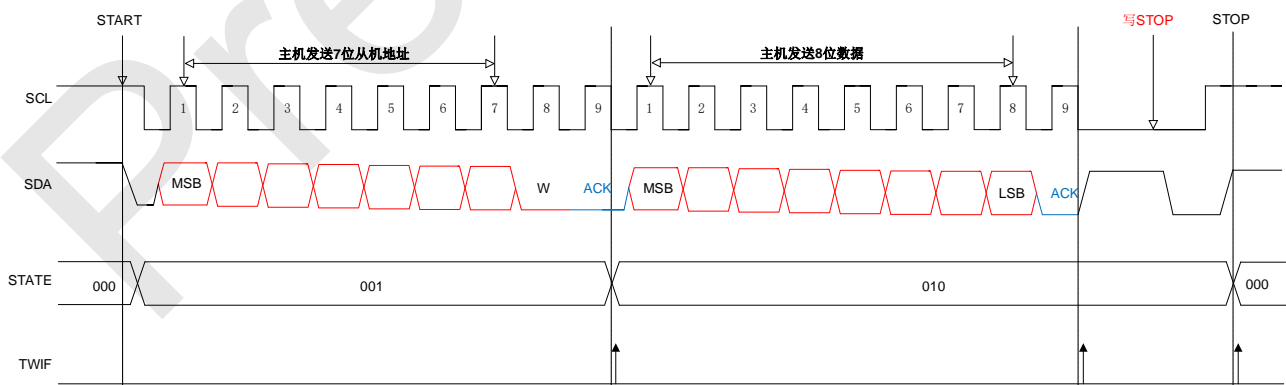 START
写STOP
STOP
主机发送7位从机地址
主机发送8位数据
SCL
1 2 3 4 5 6 7 8 9 1 2 3 4 5 6 7 8 9
SDA
MSB W ACK MSB LSB ACK
STATE
000 001 010 000
TWIF
Pre